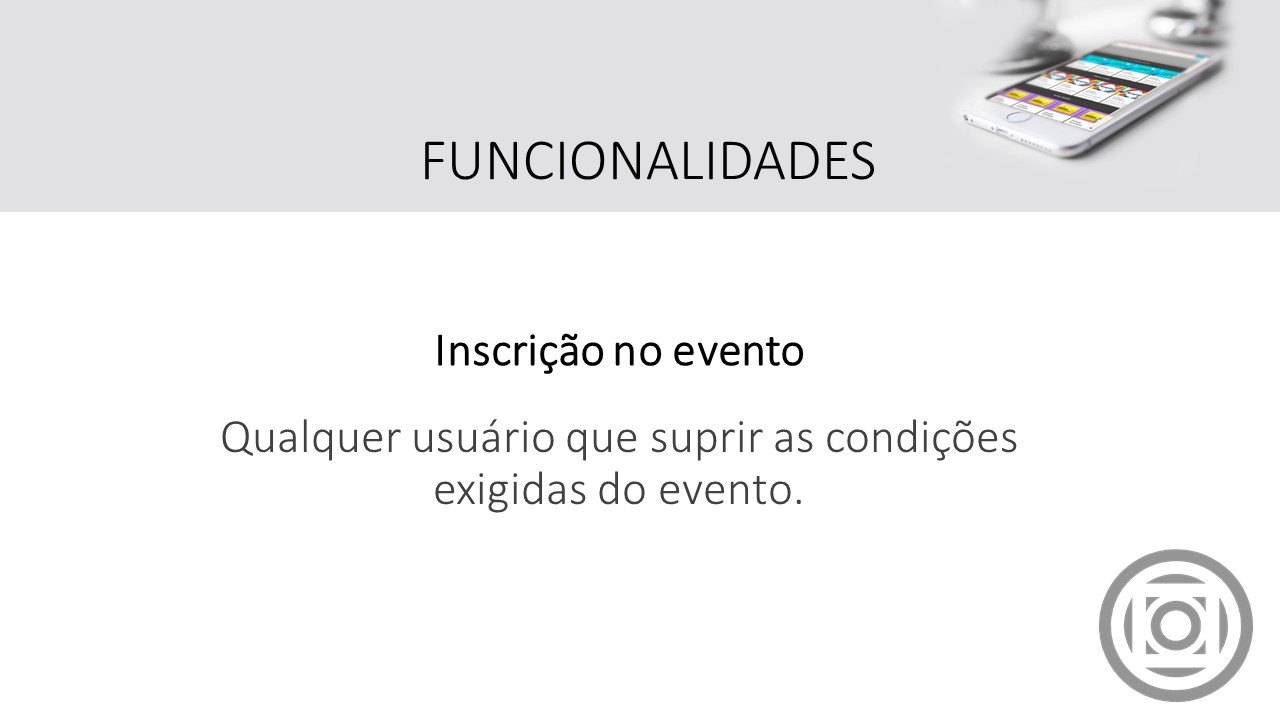 FUNCIONALIDADES
Inscrição no evento
Qualquer usuário que suprir as condições
exigidas do evento.